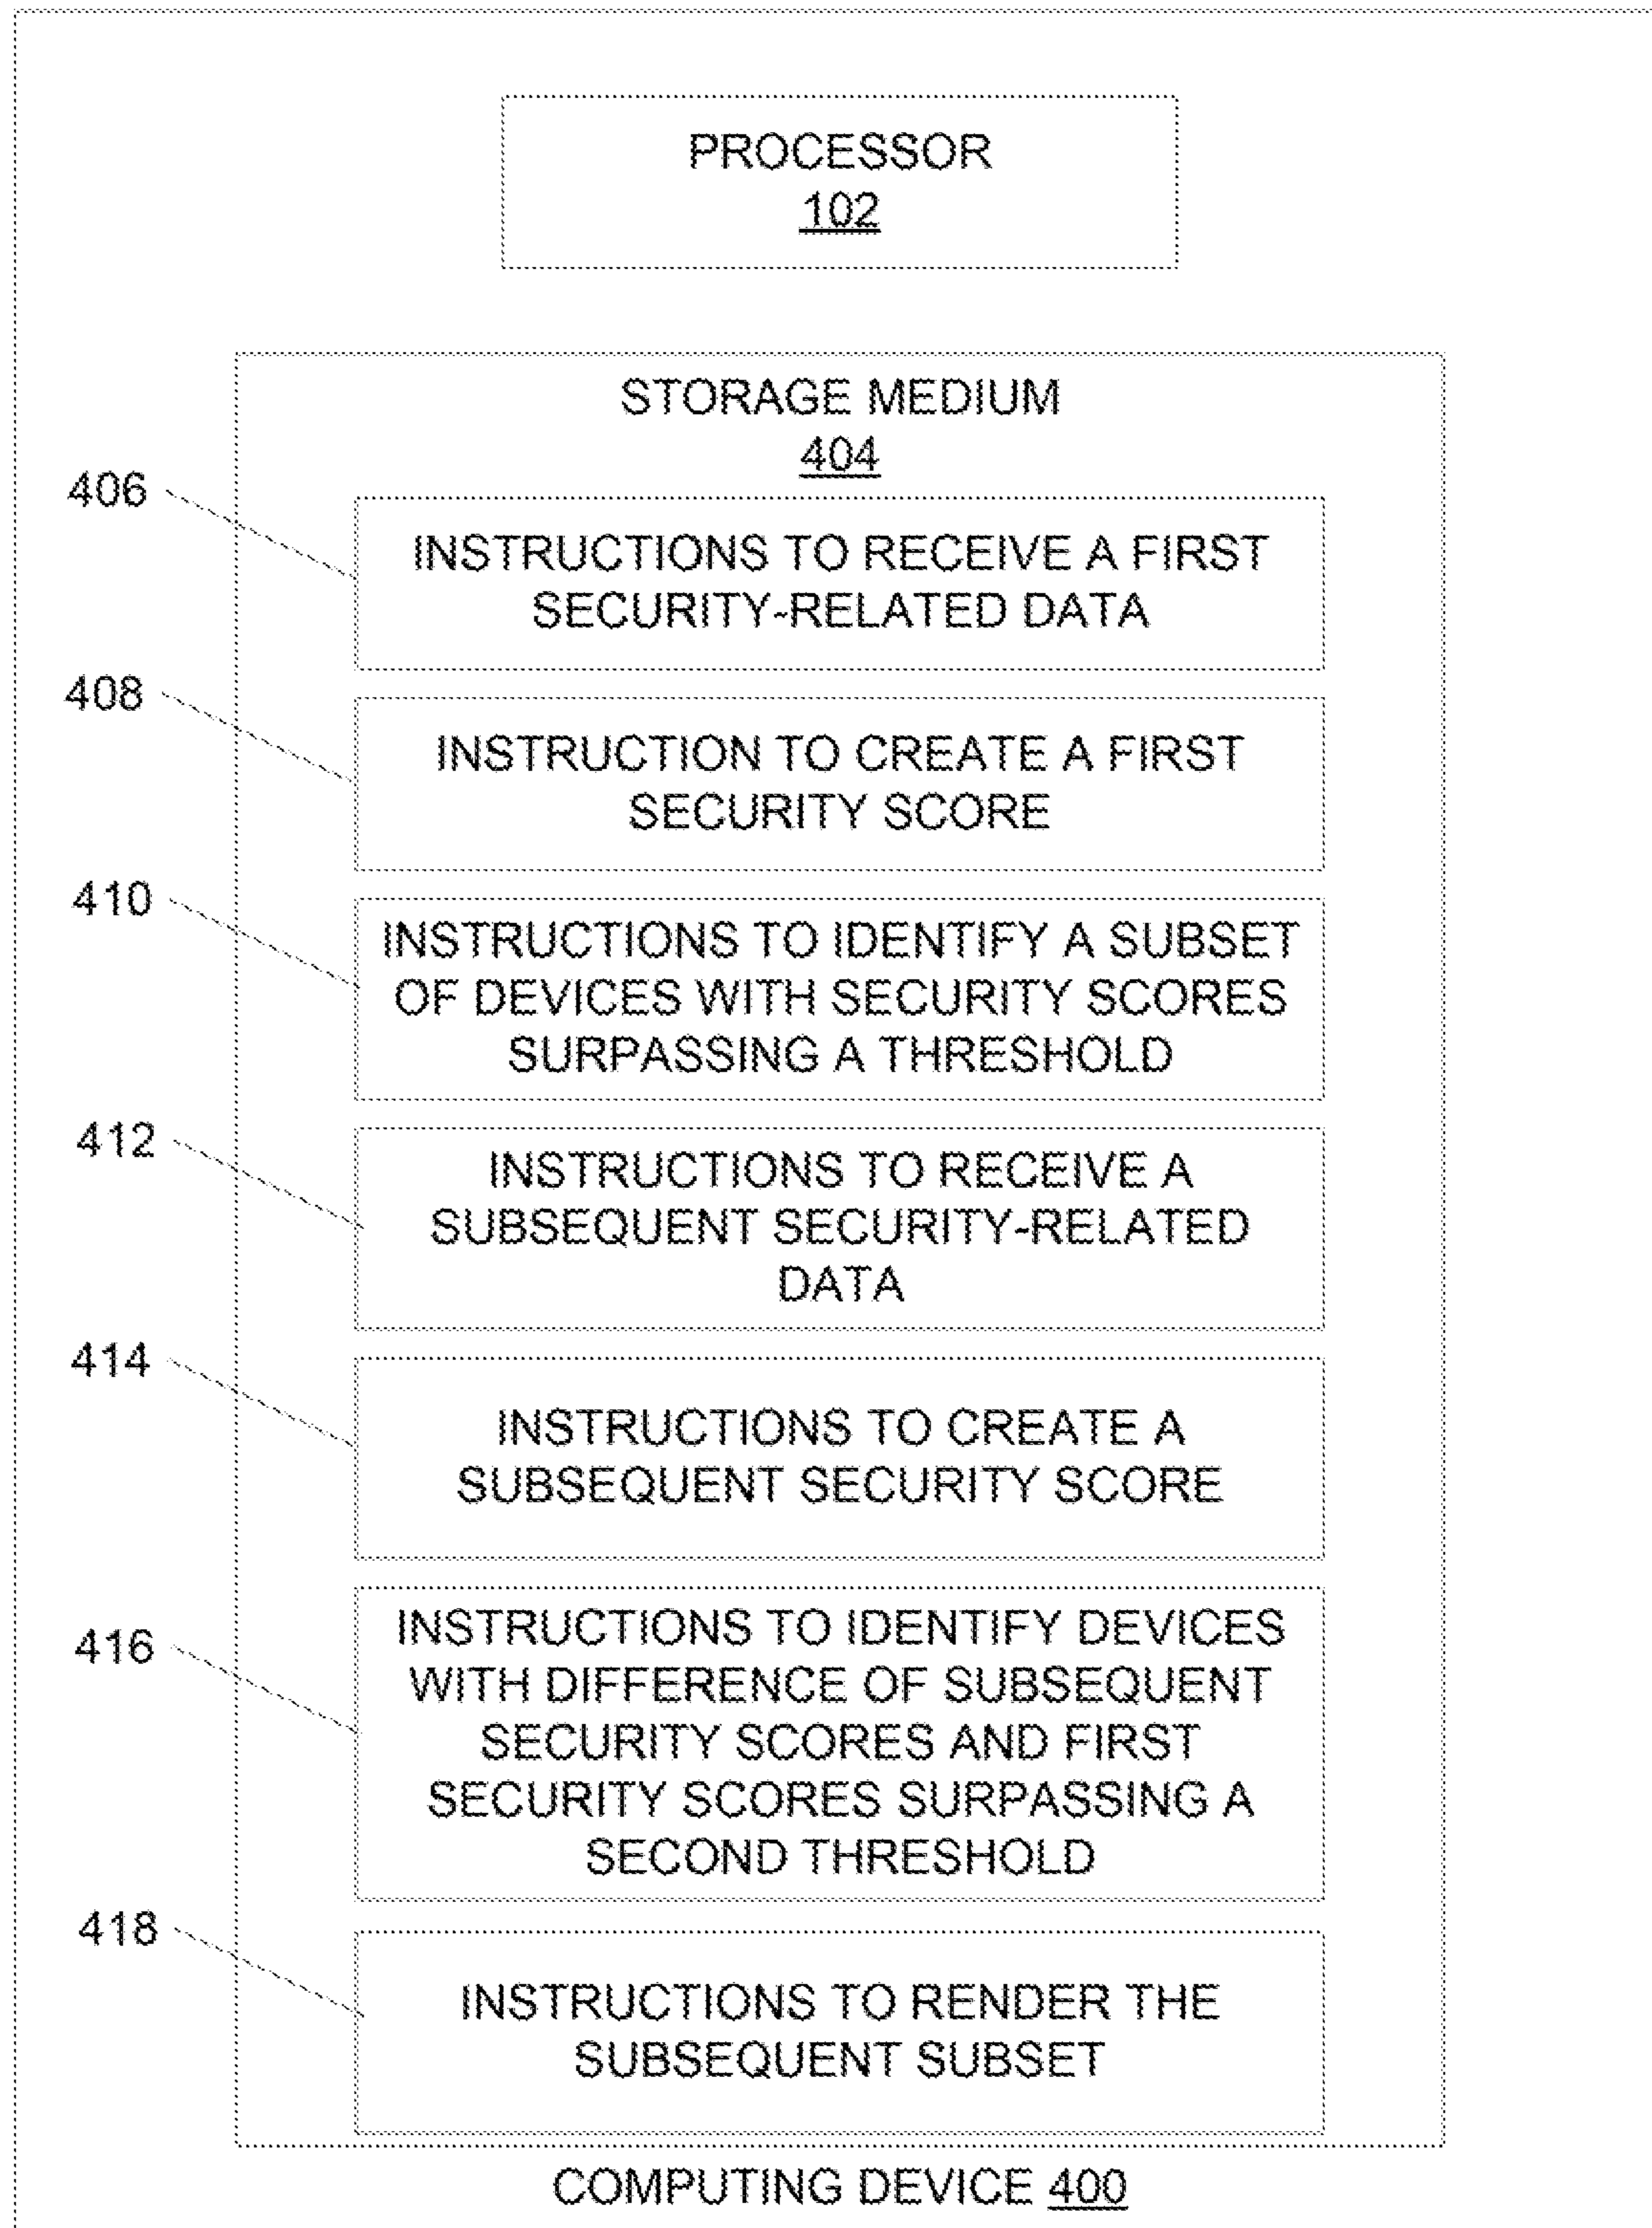 PROCESSOR
102
STORAGE MEDIUM
404
406
INSTRUCTIONS TO RECEIVE A FIRST
SECURITY-RELATED DATA
408
INSTRUCTION TO CREATE A FIRST
SECURITY SCORE
410
INSTRUCTIONS TO IDENTIFY A SUBSET
OF DEVICES WITH SECURITY SCORES
SURPASSING A THRESHOLD
412
INSTRUCTIONS TO RECEIVE A
SUBSEQUENT SECURITY-RELATED
DATA
414
INSTRUCTIONS TO CREATE A
SUBSEQUENT SECURITY SCORE
416
INSTRUCTIONS TO IDENTIFY DEVICES
WITH DIFFERENCE OF SUBSEQUENT
SECURITY SCORES AND FIRST
SECURITY SCORES SURPASSING A
SECOND THRESHOLD
418
INSTRUCTIONS TO RENDER THE
SUBSEQUENT SUBSET
COMPUTING DEVICE 400